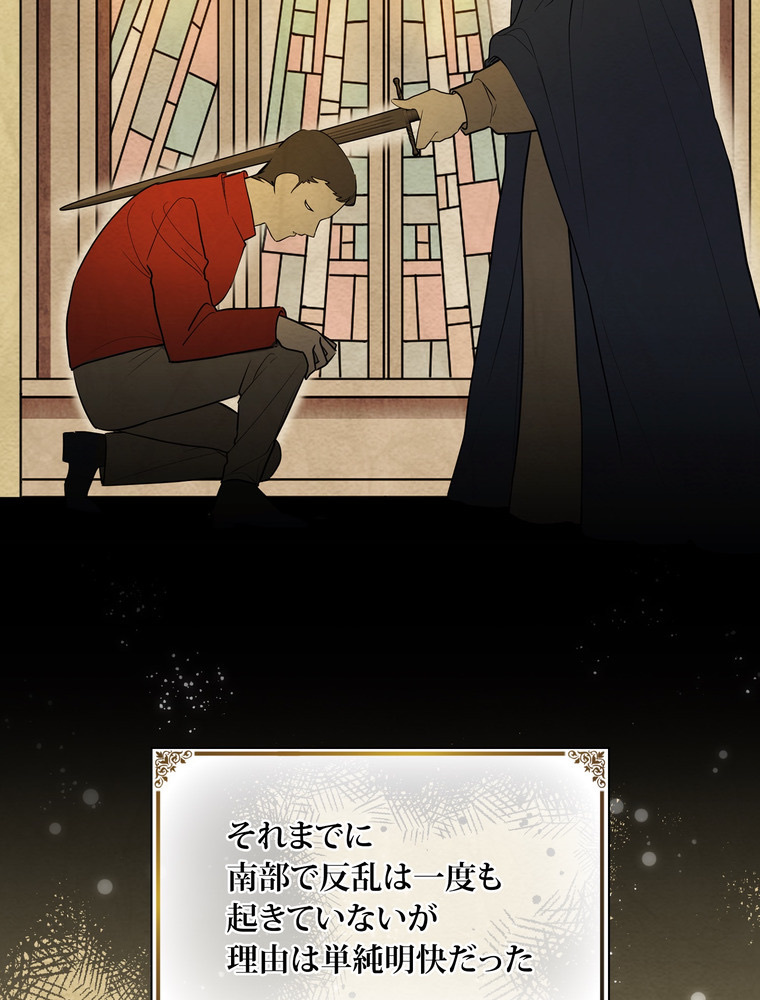 それまでに
南部で反乱は一度も
起きていないが
理由は単純明快だった